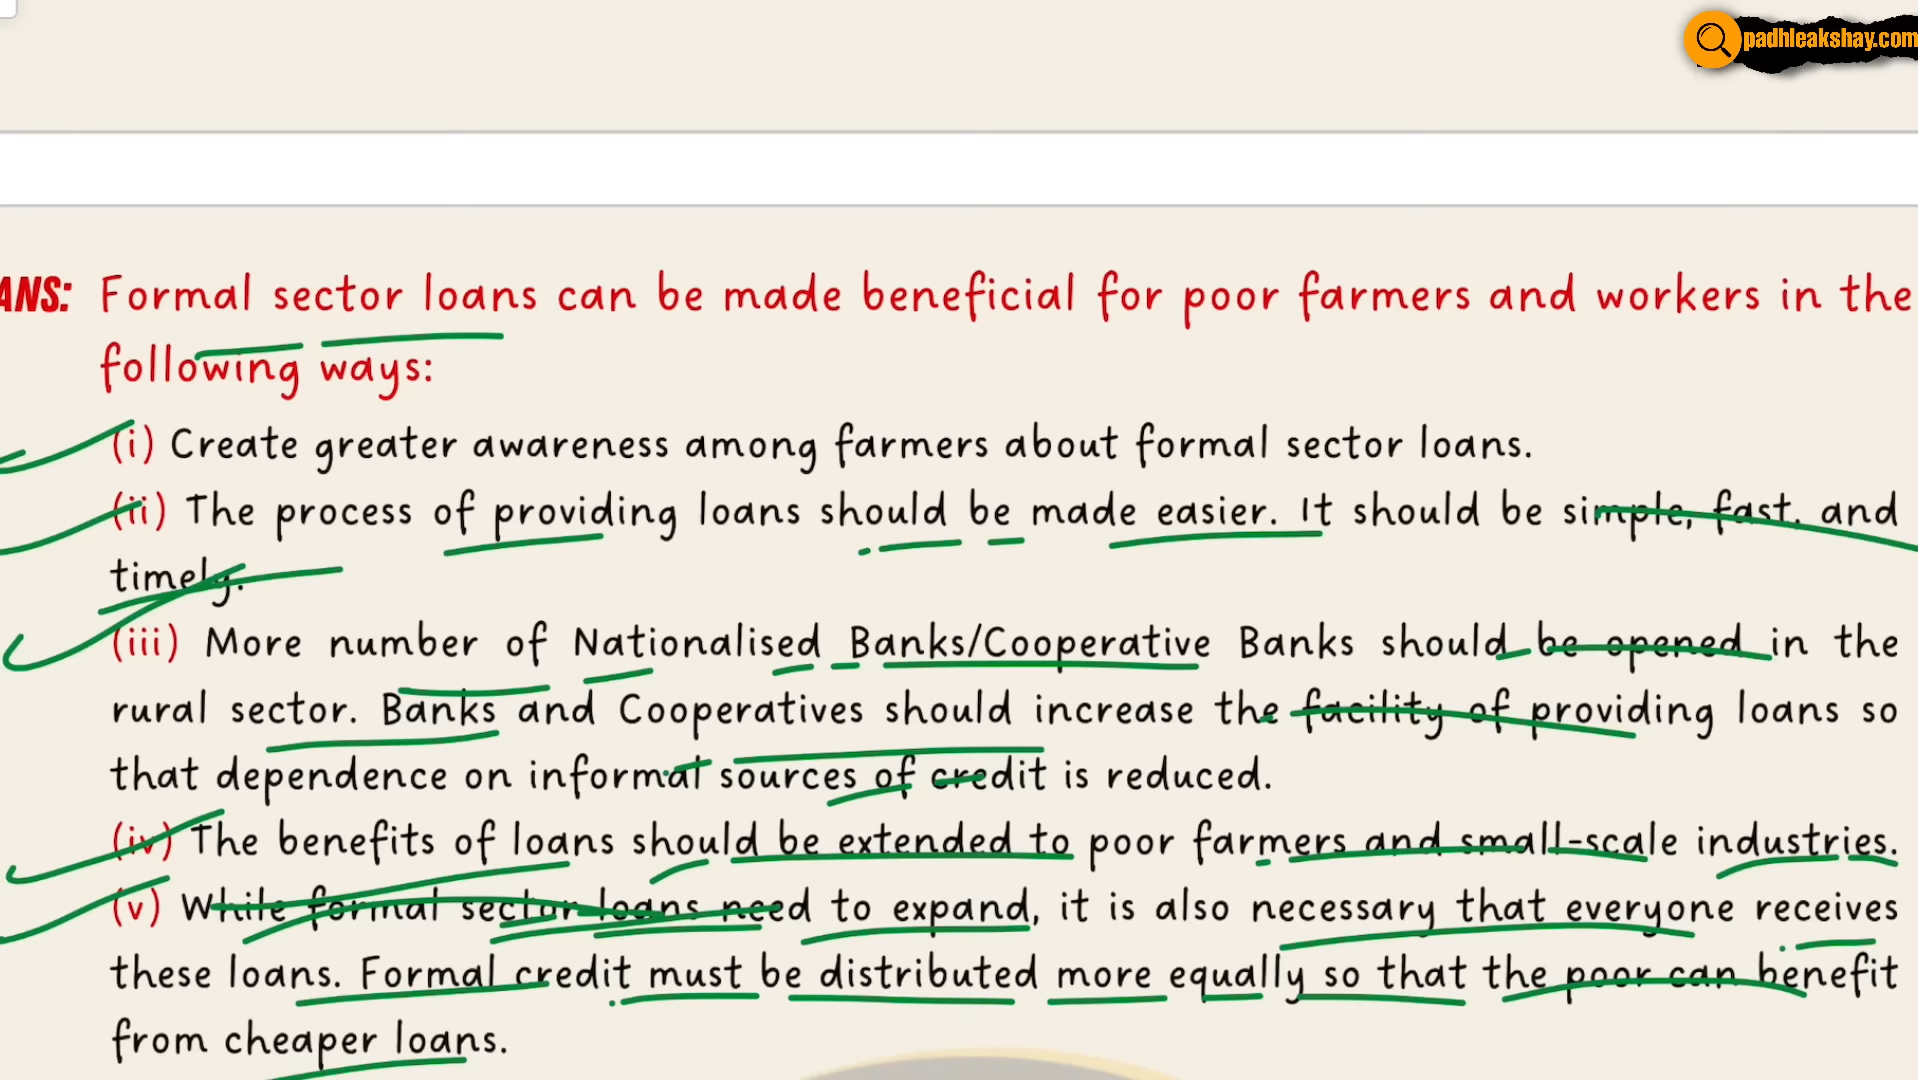 padhleakshay.com
ANS: Formal sector loans can be made beneficial for poor farmers and workers in the
following ways:
(i) Create greater awareness among farmers about formal sector loans.
(ii) The process of providing loans should be made easier. It should be simple, fast, and
timely.
(iii) More number of Nationalised Banks/Cooperative Banks should be opened in the
rural sector. Banks and Cooperatives should increase the facility of providing loans so
that dependence on informal sources of credit is reduced.
(iv) The benefits of loans should be extended to poor farmers and small-scale industries.
(v) While formal sector loans need to expand, it is also necessary that everyone receives
these loans. Formal credit must be distributed more equally so that the poor can benefit
from cheaper loans.